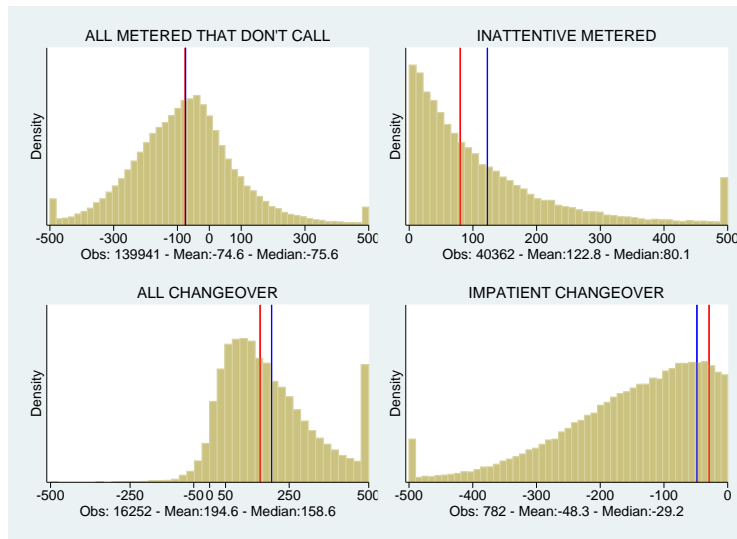 ALL METERED THAT DON'T CALL
Density
-500 -100 0 100 500
Obs: 139941 - Mean:-74.6 - Median:-75.6
INATTENTIVE METERED
Density
0 100 200 300 400 500
Obs: 40362 - Mean:122.8 - Median:80.1
ALL CHANGEOVER
Density
-500 -250 -50 0 50 250 500
Obs: 16252 - Mean:194.6 - Median:158.6
IMPATIENT CHANGEOVER
Density
-500 -400 -300 -200 -100 0
Obs: 782 - Mean:-48.3 - Median:-29.2